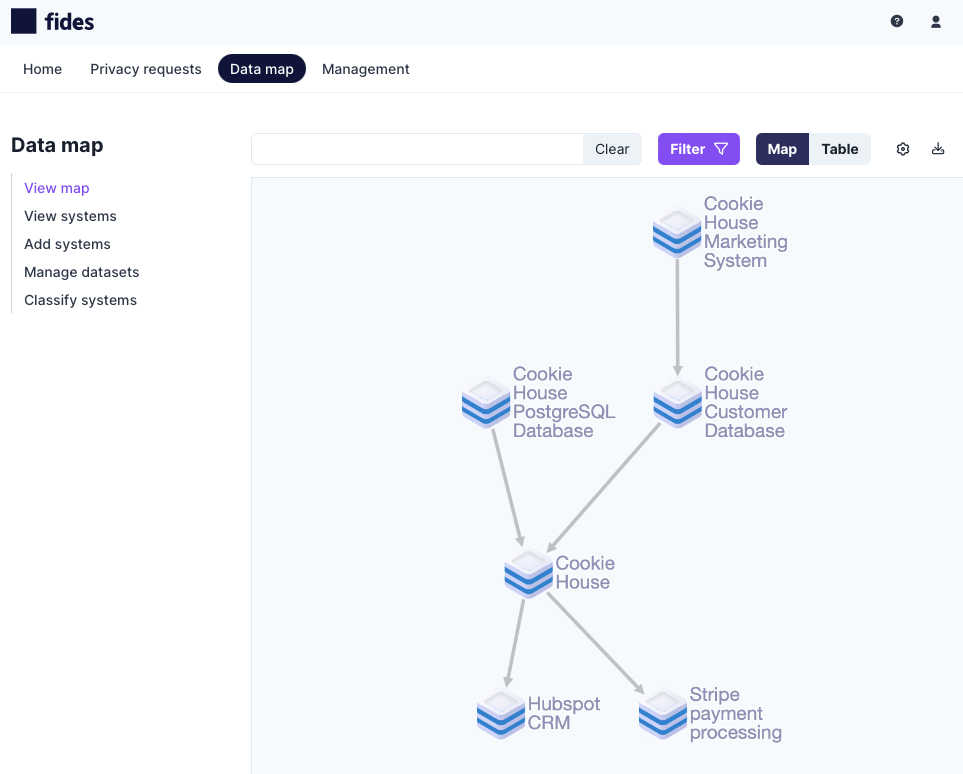 fides
Home
Privacy requests
Data map
Management
Data map
Clear
Filter
Map
Table
View map
View systems
Add systems
Manage datasets
Classify systems
Cookie
House
Marketing
System
Cookie
House
PostgreSQL
Database
Cookie
House
Customer
Database
Cookie
House
Hubspot
CRM
Stripe
payment
processing